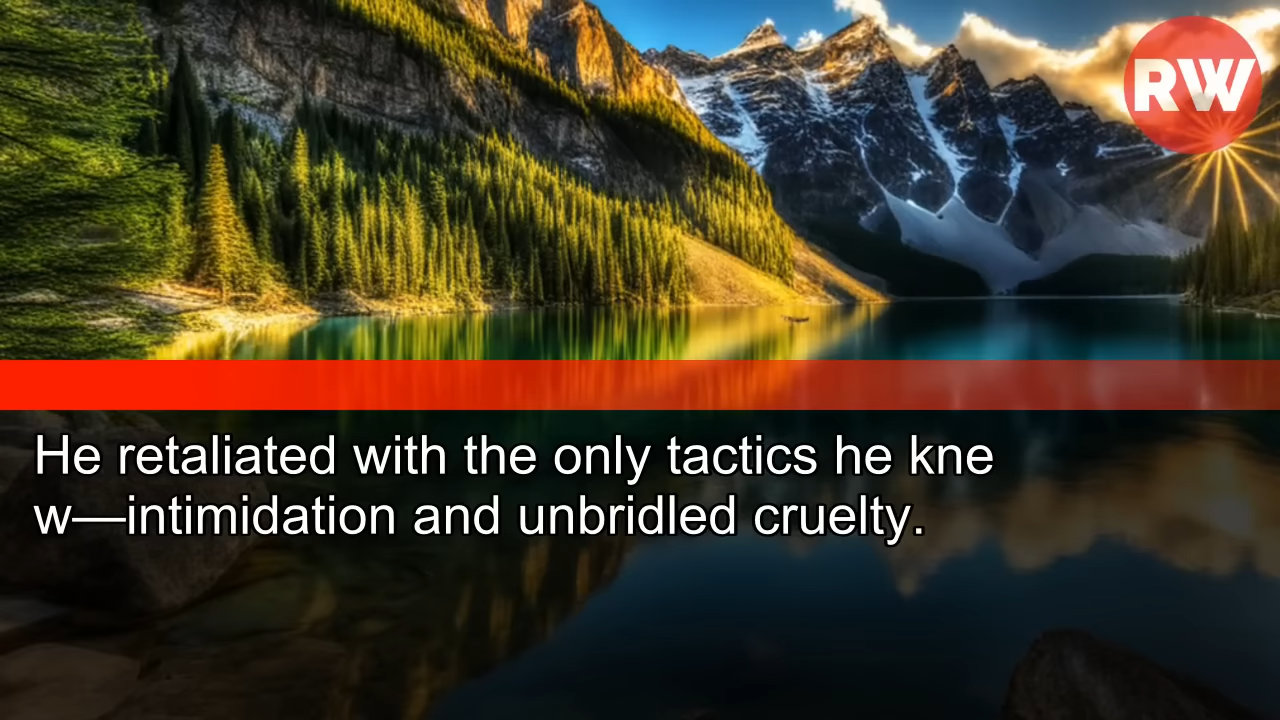 RW
He retaliated with the only tactics he kne
w—intimidation and unbridled cruelty.